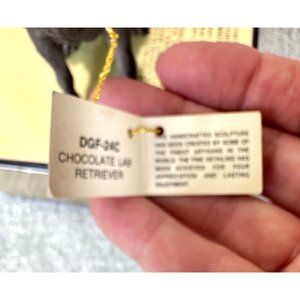 DGF-24C
CHOCOLATE LAB
RETRIEVER
HANDCRAFTED SCULPTURE
HAS BEEN CREATED BY SOME OF
THE FINEST ARTISANS IN THE
WORLD. THE FINE DETAILING HAS
BEEN ACHIEVED FOR YOUR
APPRECIATION AND LASTING
ENJOYMENT